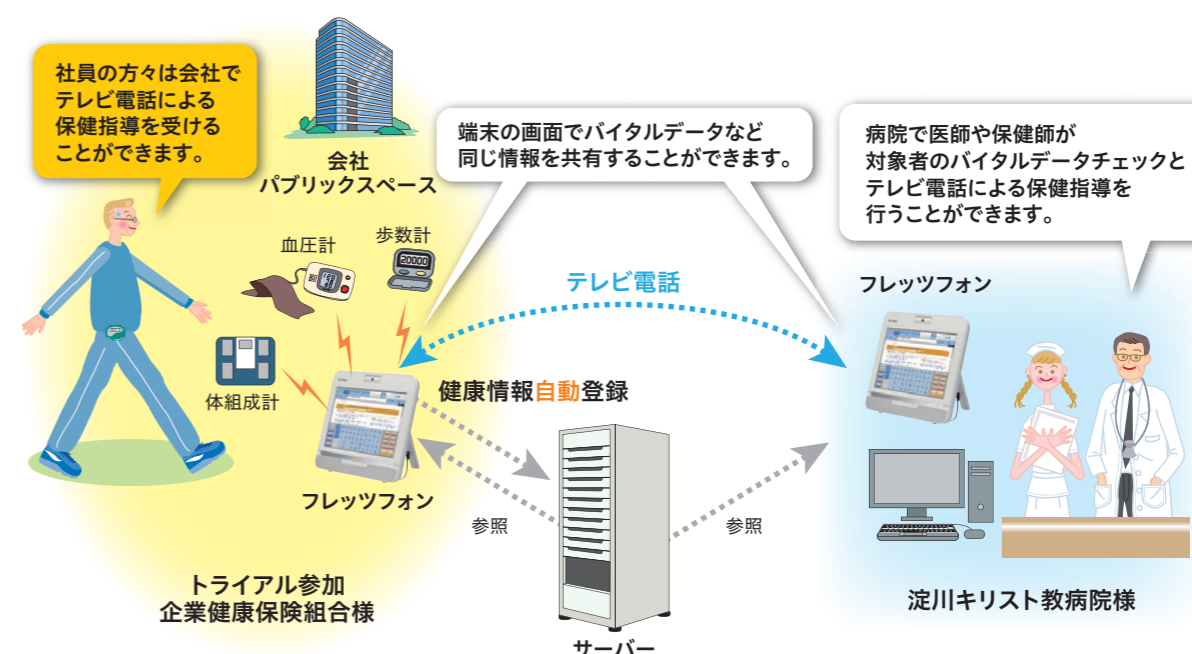 社員の方々は会社で
テレビ電話による
保健指導を受ける
ことができます。
会社
パブリックスペース
端末の画面でバイタルデータなど
同じ情報を共有することができます。
病院で医師や保健師が
対象者のバイタルデータチェックと
テレビ電話による保健指導を
行うことができます。
血圧計
歩数計
20000
体組成計
テレビ電話
フレッツフォン
健康情報自動登録
フレッツフォン
参照
参照
トライアル参加
企業健康保険組合様
サーバー
淀川キリスト教病院様